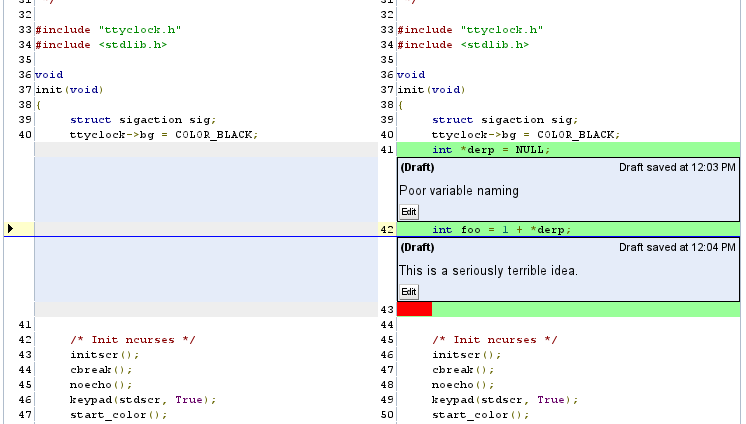 31 */ 31 */
32 32
33 #include "ttyclock.h" 33 #include "ttyclock.h"
34 #include <stdlib.h> 34 #include <stdlib.h>
35 35
36 void 36 void
37 init(void) 37 init(void)
38 { 38 {
39 struct sigaction sig; 39 struct sigaction sig;
40 ttyclock->bg = COLOR_BLACK; 40 ttyclock->bg = COLOR_BLACK;
41 int *derp = NULL;
(Draft) Draft saved at 12:03 PM
Poor variable naming
Edit
42 int foo = 1 + *derp;
(Draft) Draft saved at 12:04 PM
This is a seriously terrible idea.
Edit
43
41 44
42 /* Init ncurses */ 45 /* Init ncurses */
43 initscr(); 46 initscr();
44 cbreak(); 47 cbreak();
45 noecho(); 48 noecho();
46 keypad(stdscr, True); 49 keypad(stdscr, True);
47 start_color(); 50 start_color();